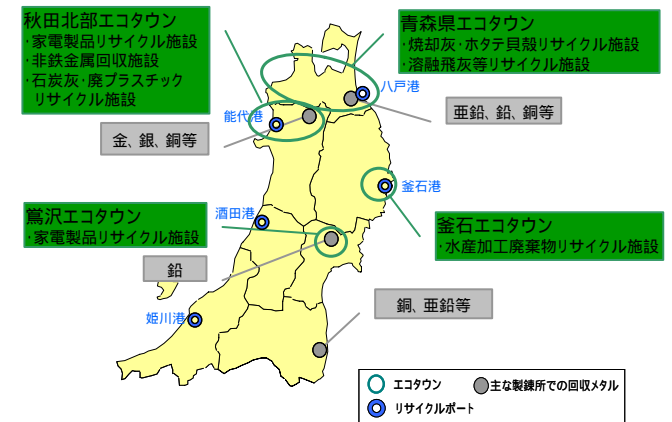 秋田北部エコタウン
・家電製品リサイクル施設
・非鉄金属回収施設
・石炭灰・廃プラスチック
リサイクル施設
青森県エコタウン
・焼却灰・ホタテ貝殻リサイクル施設
・溶融飛灰等リサイクル施設
八戸港
能代港
亜鉛、鉛、銅等
金、銀、銅等
釜石港
鶯沢エコタウン
・家電製品リサイクル施設
酒田港
釜石エコタウン
・水産加工廃棄物リサイクル施設
鉛
姫川港
銅、亜鉛等
エコタウン
主な製錬所での回収メタル
リサイクルポート